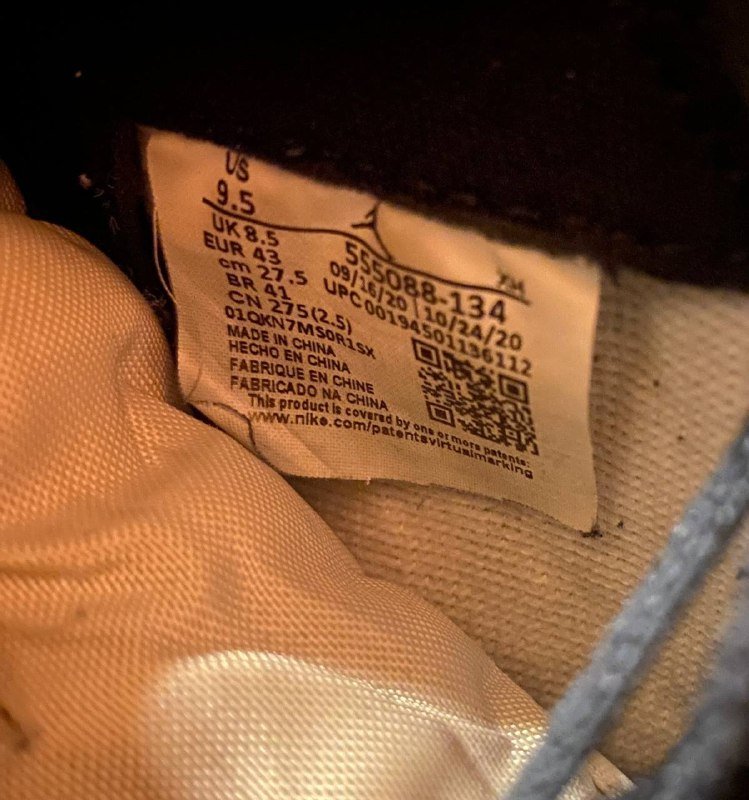 US
9.5
UK 8.5
EUR 43
cm 27.5
BR 41
CN 275(2.5)
01QKN7MS0R1SX
MADE IN CHINA
HECHO EN CHINA
FABRIQUE EN CHINE
FABRICADO NA CHINA
XM
555088-134
09/16/20 | 10/24/20
UPC 00194501136112
This product is covered by one or more patents:
www.nike.com/patentsvirtualmarking